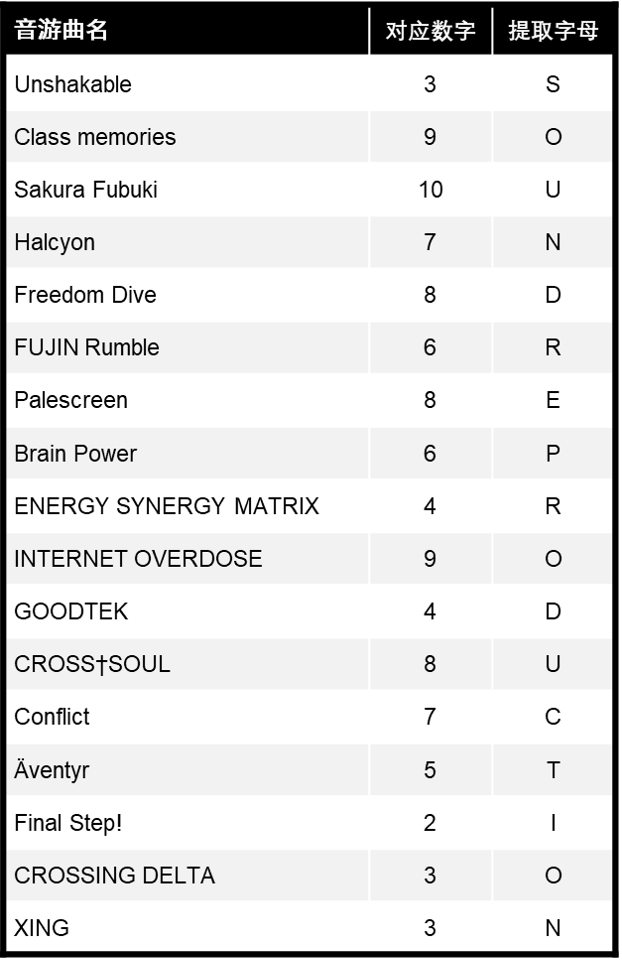 音游曲名 对应数字 提取字母
Unshakable 3 S
Class memories 9 O
Sakura Fubuki 10 U
Halcyon 7 N
Freedom Dive 8 D
FUJIN Rumble 6 R
Palescreen 8 E
Brain Power 6 P
ENERGY SYNERGY MATRIX 4 R
INTERNET OVERDOSE 9 O
GOODTEK 4 D
CROSS†SOUL 8 U
Conflict 7 C
Äventyr 5 T
Final Step! 2 I
CROSSING DELTA 3 O
XING 3 N